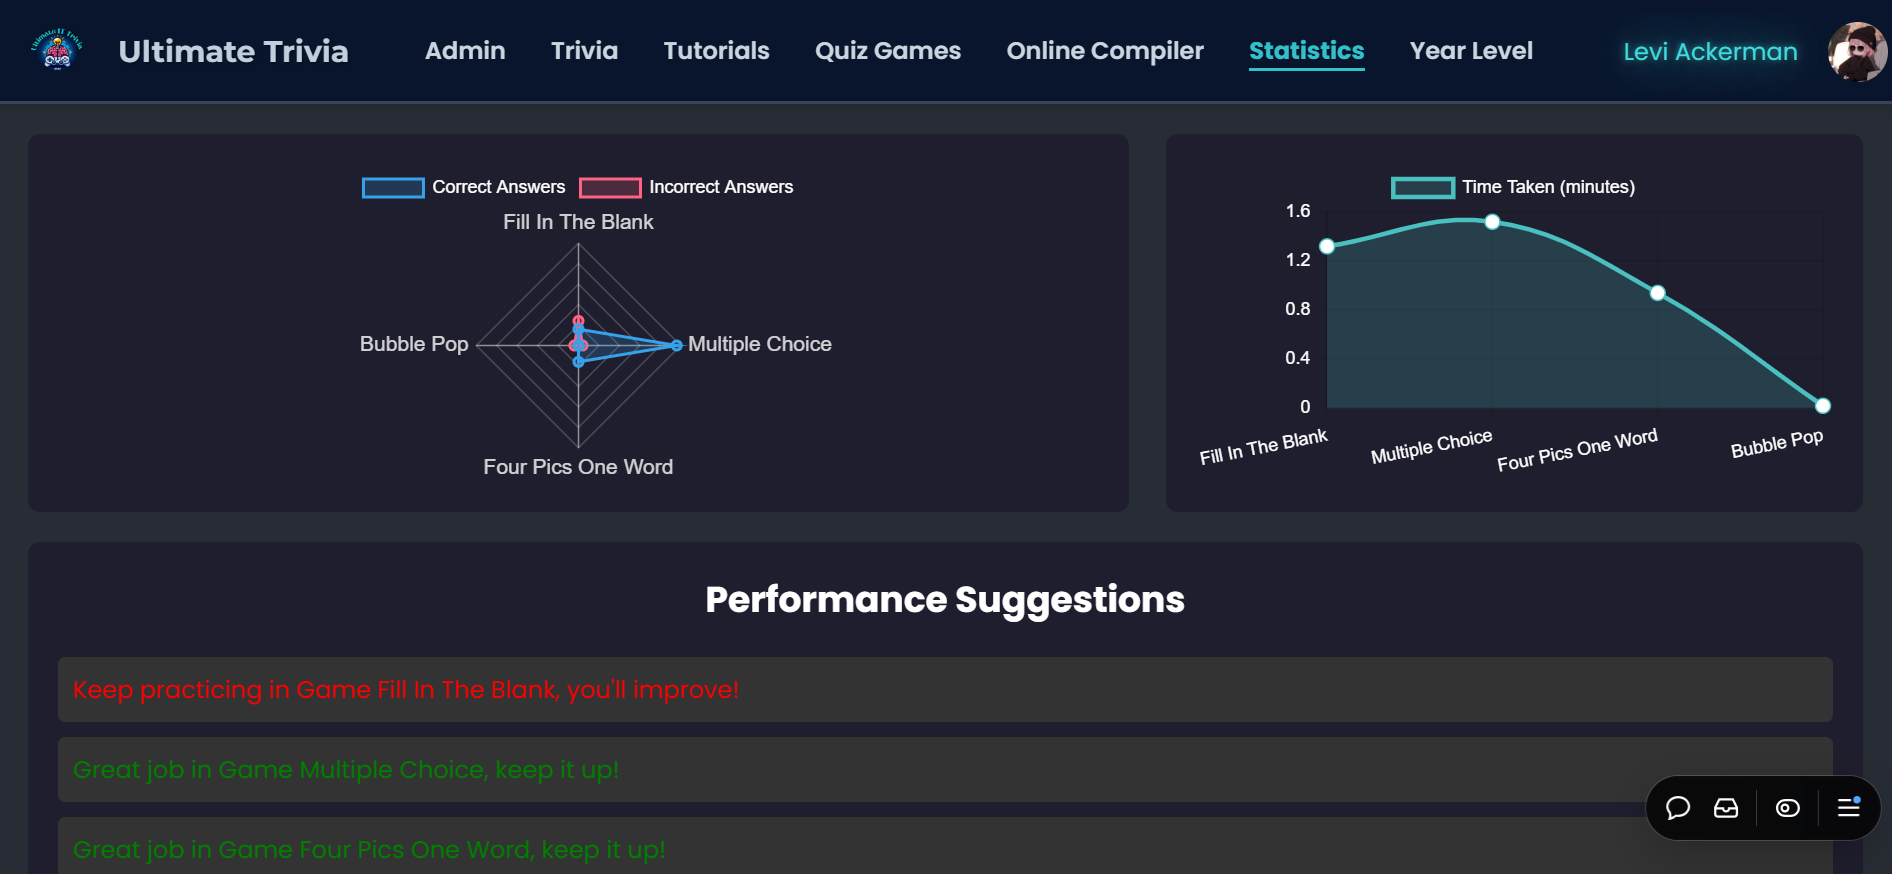 Ultimate IT Trivia
Ultimate Trivia
Admin
Trivia
Tutorials
Quiz Games
Online Compiler
Statistics
Year Level
Levi Ackerman
Correct Answers
Incorrect Answers
Fill In The Blank
Bubble Pop
Multiple Choice
Four Pics One Word
Time Taken (minutes)
1.6
1.2
0.8
0.4
0
Fill In The Blank
Multiple Choice
Four Pics One Word
Bubble Pop
Performance Suggestions
Keep practicing in Game Fill In The Blank, you'll improve!
Great job in Game Multiple Choice, keep it up!
Great job in Game Four Pics One Word, keep it up!